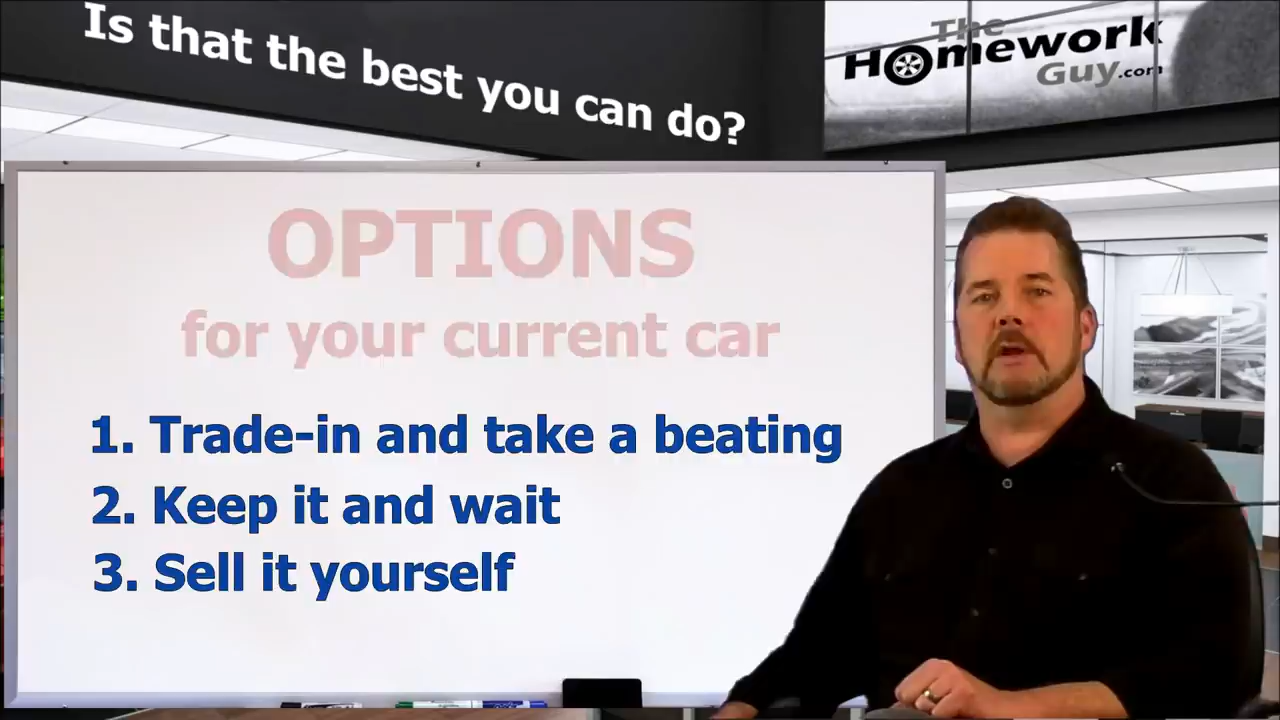 Is that the best you can do?
The
Homework
Guy.com
OPTIONS
for your current car
1. Trade-in and take a beating
2. Keep it and wait
3. Sell it yourself